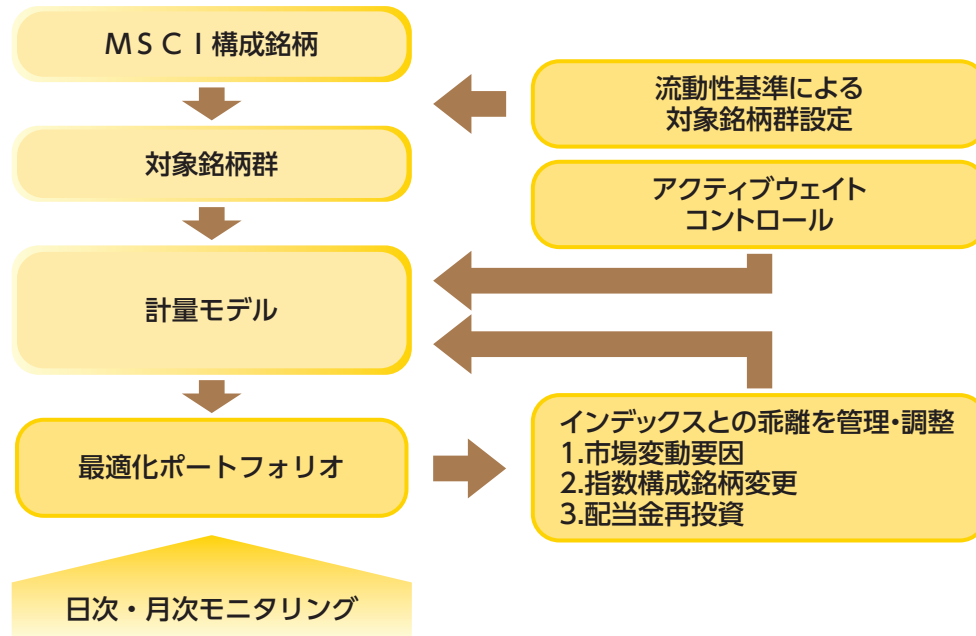 MSCI構成銘柄
流動性基準による
対象銘柄群設定
対象銘柄群
アクティブウェイト
コントロール
計量モデル
最適化ポートフォリオ
インデックスとの乖離を管理・調整
1.市場変動要因
2.指数構成銘柄変更
3.配当金再投資
日次・月次モニタリング